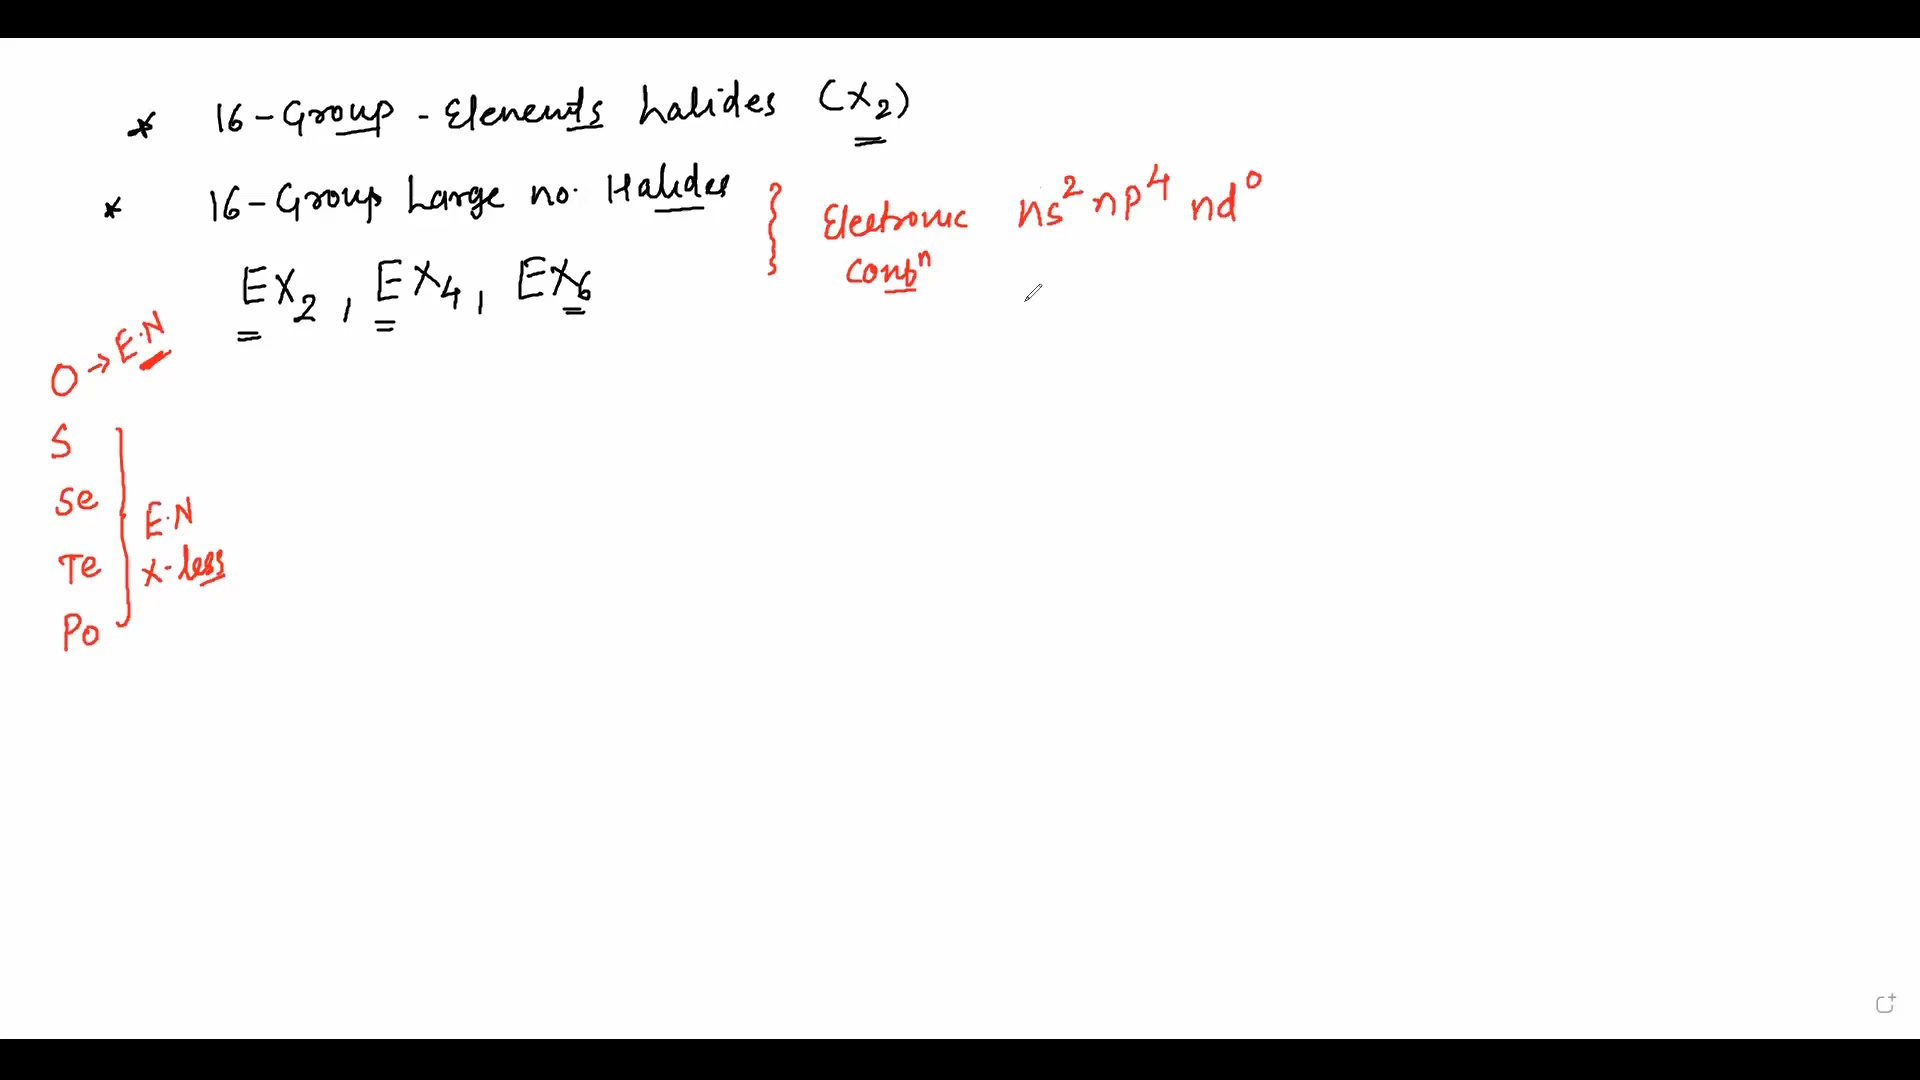 * 16-Group - Elements halides (X₂)
* 16-Group Large no. Halides
EX₂, EX₄, EX₆
Electronic ns² np⁴ nd⁰
O → E.N
S
Se
Te
Po
E.N
X-less